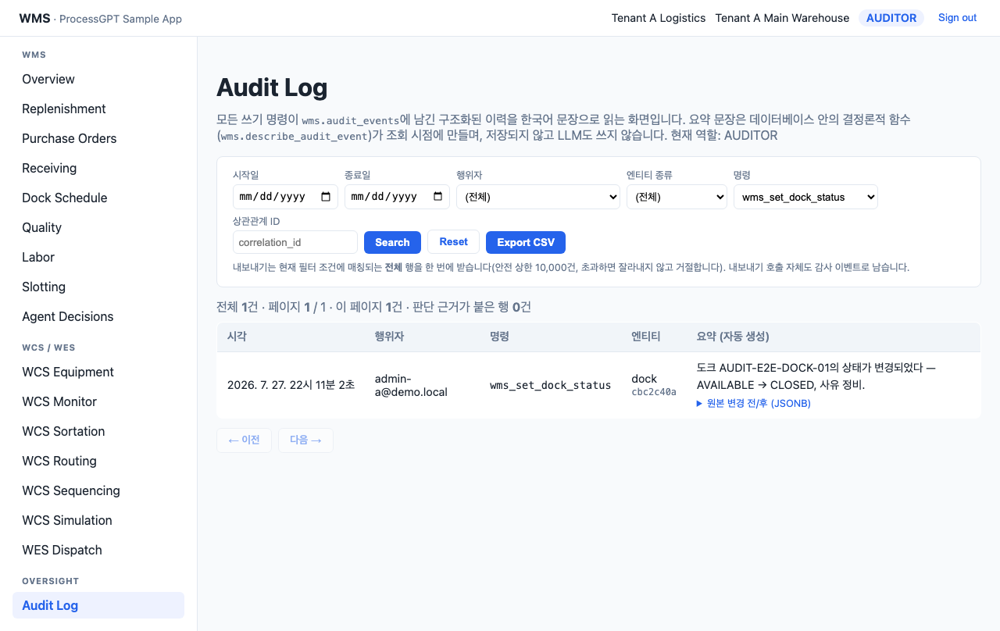 WMS · ProcessGPT Sample App
Tenant A Logistics Tenant A Main Warehouse AUDITOR Sign out
WMS
Overview
Replenishment
Purchase Orders
Receiving
Dock Schedule
Quality
Labor
Slotting
Agent Decisions
WCS / WES
WCS Equipment
WCS Monitor
WCS Sortation
WCS Routing
WCS Sequencing
WCS Simulation
WES Dispatch
OVERSIGHT
Audit Log
Audit Log
모든 쓰기 명령이 wms.audit_events에 남긴 구조화된 이력을 한국어 문장으로 읽는 화면입니다. 요약 문장은 데이터베이스 안의 결정론적 함수
(wms.describe_audit_event)가 조회 시점에 만들며, 저장되지 않고 LLM도 쓰지 않습니다. 현재 역할: AUDITOR
시작일 종료일 행위자 엔티티 종류 명령
mm/dd/yyyy mm/dd/yyyy (전체) (전체) wms_set_dock_status
상관관계 ID
correlation_id Search Reset Export CSV
내보내기는 현재 필터 조건에 매칭되는 전체 행을 한 번에 받습니다(안전 상한 10,000건, 초과하면 잘라내지 않고 거절합니다). 내보내기 호출 자체도 감사 이벤트로 남습니다.
전체 1건 · 페이지 1 / 1 · 이 페이지 1건 · 판단 근거가 붙은 행 0건
시각 행위자 명령 엔티티 요약 (자동 생성)
2026. 7. 27. 22시 11분 2초
admin-
a@demo.local
wms_set_dock_status
dock
cbc2c40a
도크 AUDIT-E2E-DOCK-01의 상태가 변경되었다 —
AVAILABLE → CLOSED, 사유 정비.
▶ 원본 변경 전/후 (JSONB)
← 이전 다음 →